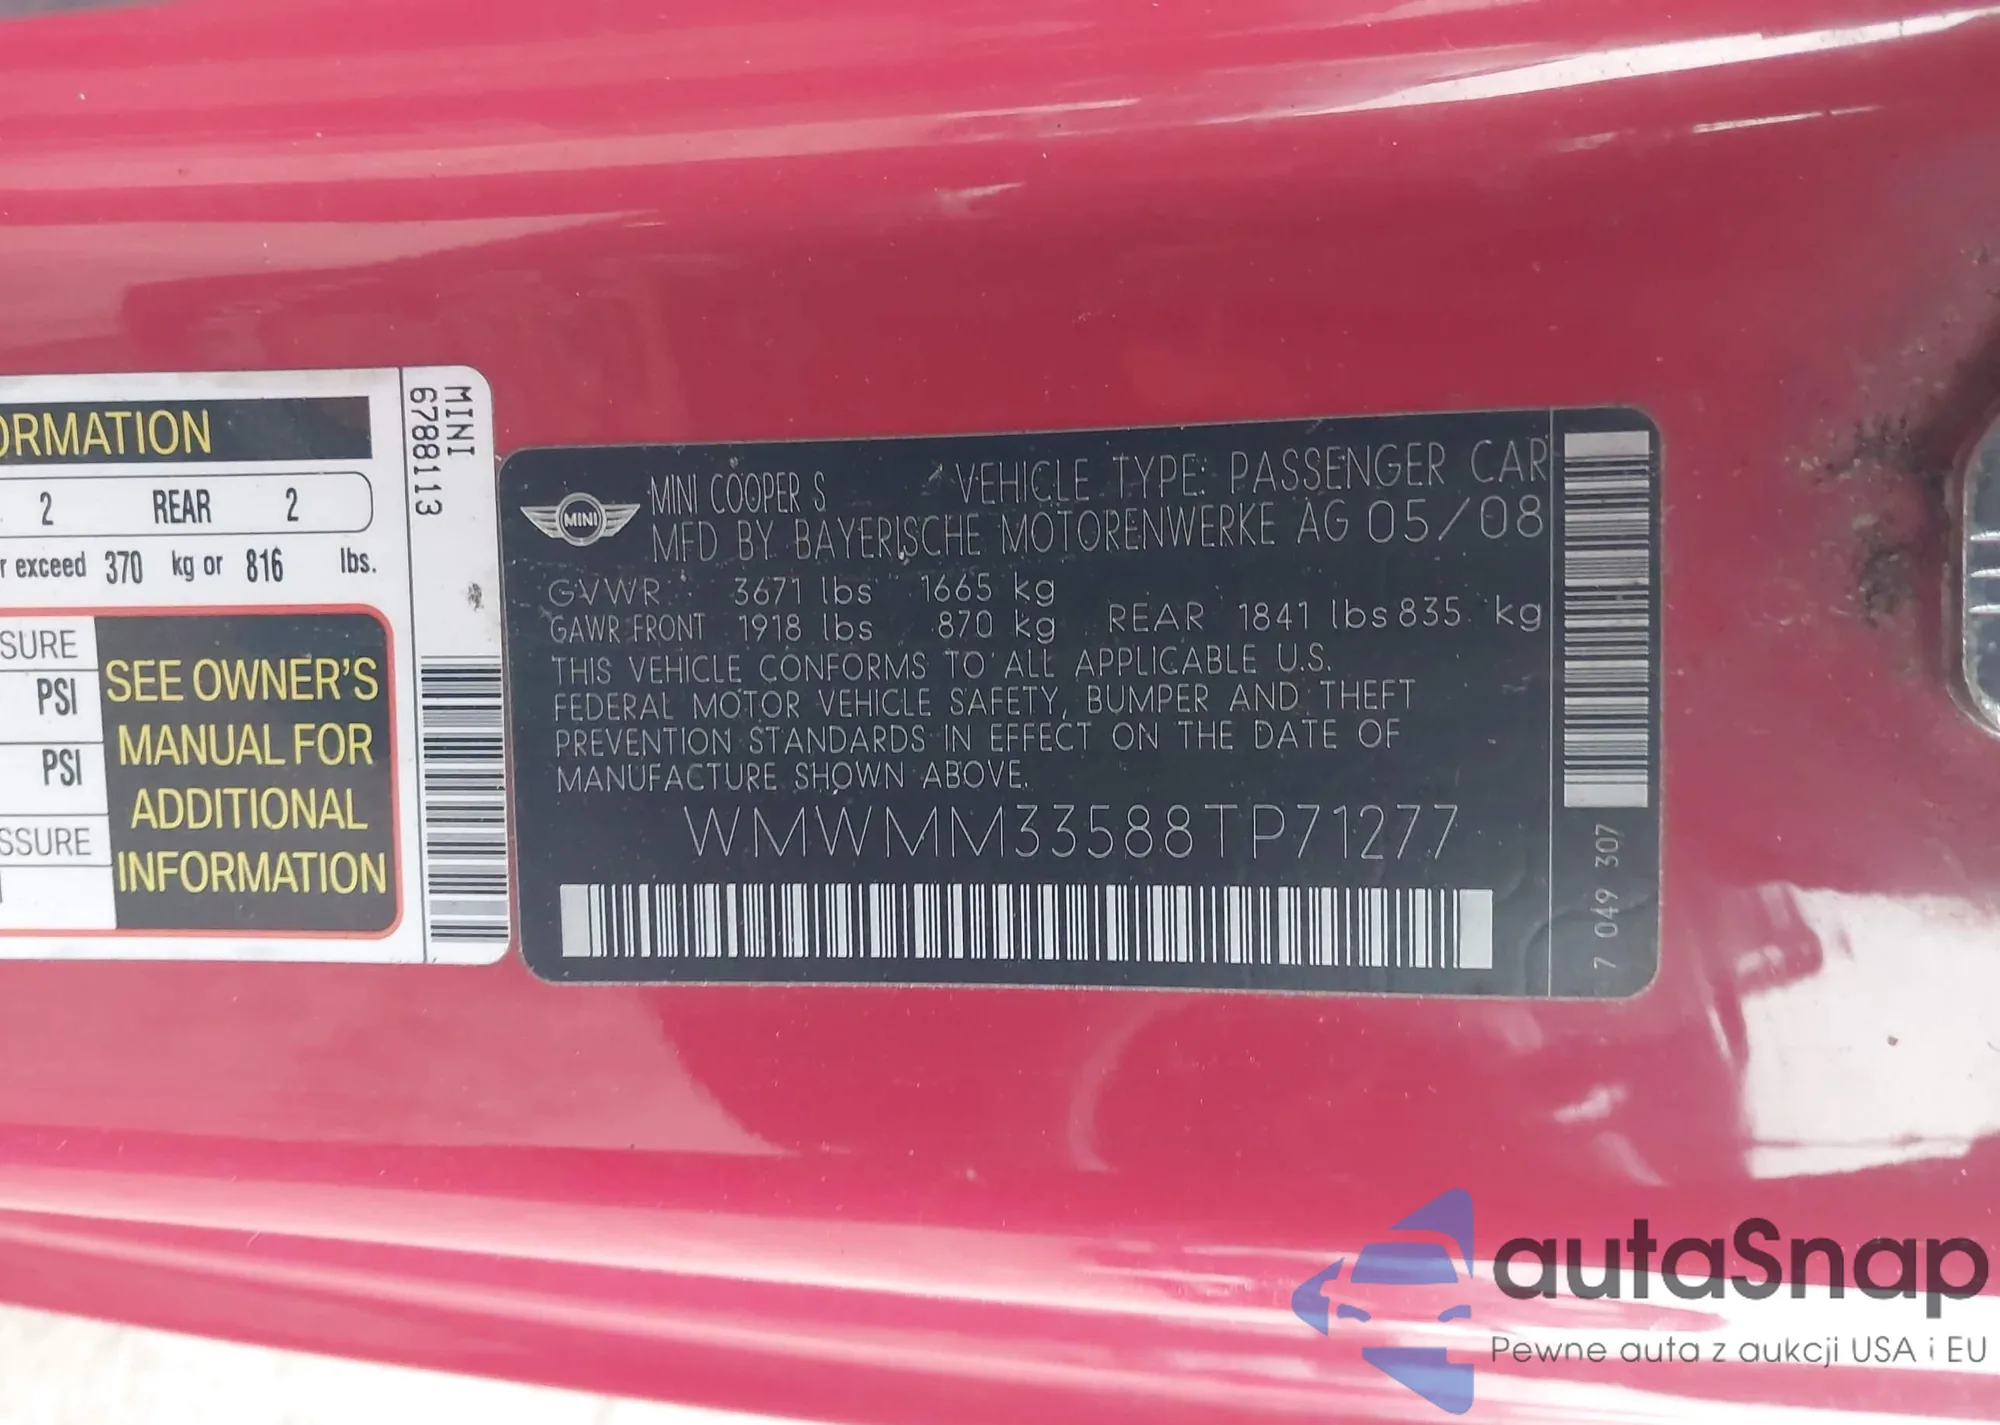 ORMATION
2 REAR 2
r exceed 370 kg or 816 lbs.
SURE
PSI
PSI
SSURE
SEE OWNER'S
MANUAL FOR
ADDITIONAL
INFORMATION
MINI
6788113
MINI
MINI COOPER S VEHICLE TYPE: PASSENGER CAR
MFD BY BAYERISCHE MOTORENWERKE AG 05/08
GVWR : 3671 lbs 1665 kg
GAWR FRONT 1918 lbs 870 kg REAR 1841 lbs 835 kg
THIS VEHICLE CONFORMS TO ALL APPLICABLE U.S.
FEDERAL MOTOR VEHICLE SAFETY, BUMPER AND THEFT
PREVENTION STANDARDS IN EFFECT ON THE DATE OF
MANUFACTURE SHOWN ABOVE.
WMWMM33588TP71277
7 049 307
autaSnap
Pewne auta z aukcji USA i EU